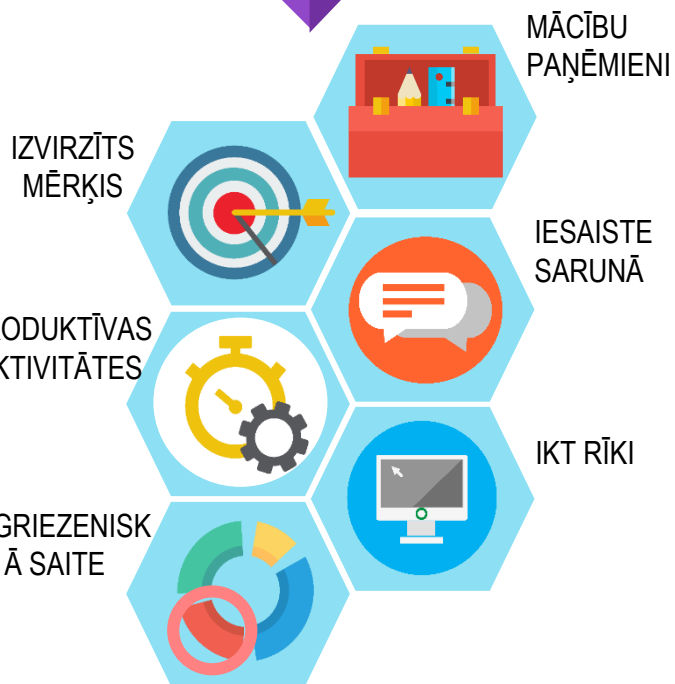 MĀCĪBU
PAŅĒMIENI
IZVIRZĪTS
MĒRĶIS
IESAISTE
SARUNĀ
ODUKTĪVAS
KTIVITĀTES
IKT RĪKI
GRIEZENISK
Ā SAITE